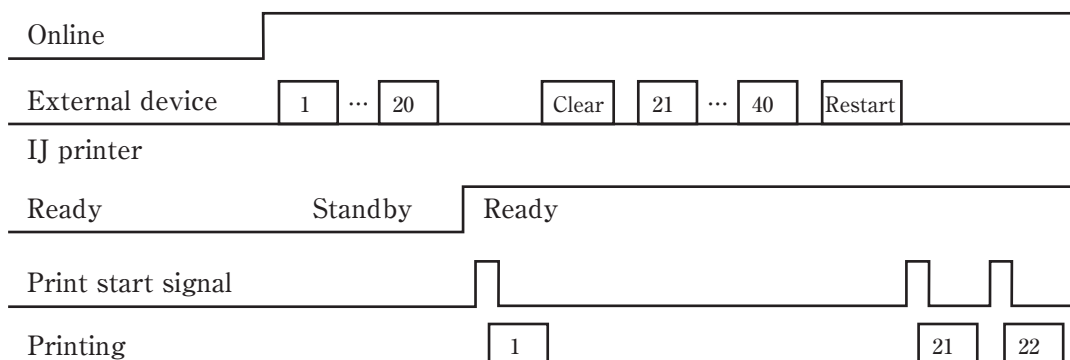 Online
External device 1 ... 20 Clear 21 ... 40 Restart
IJ printer
Ready Standby Ready
Print start signal
Printing 1 21 22